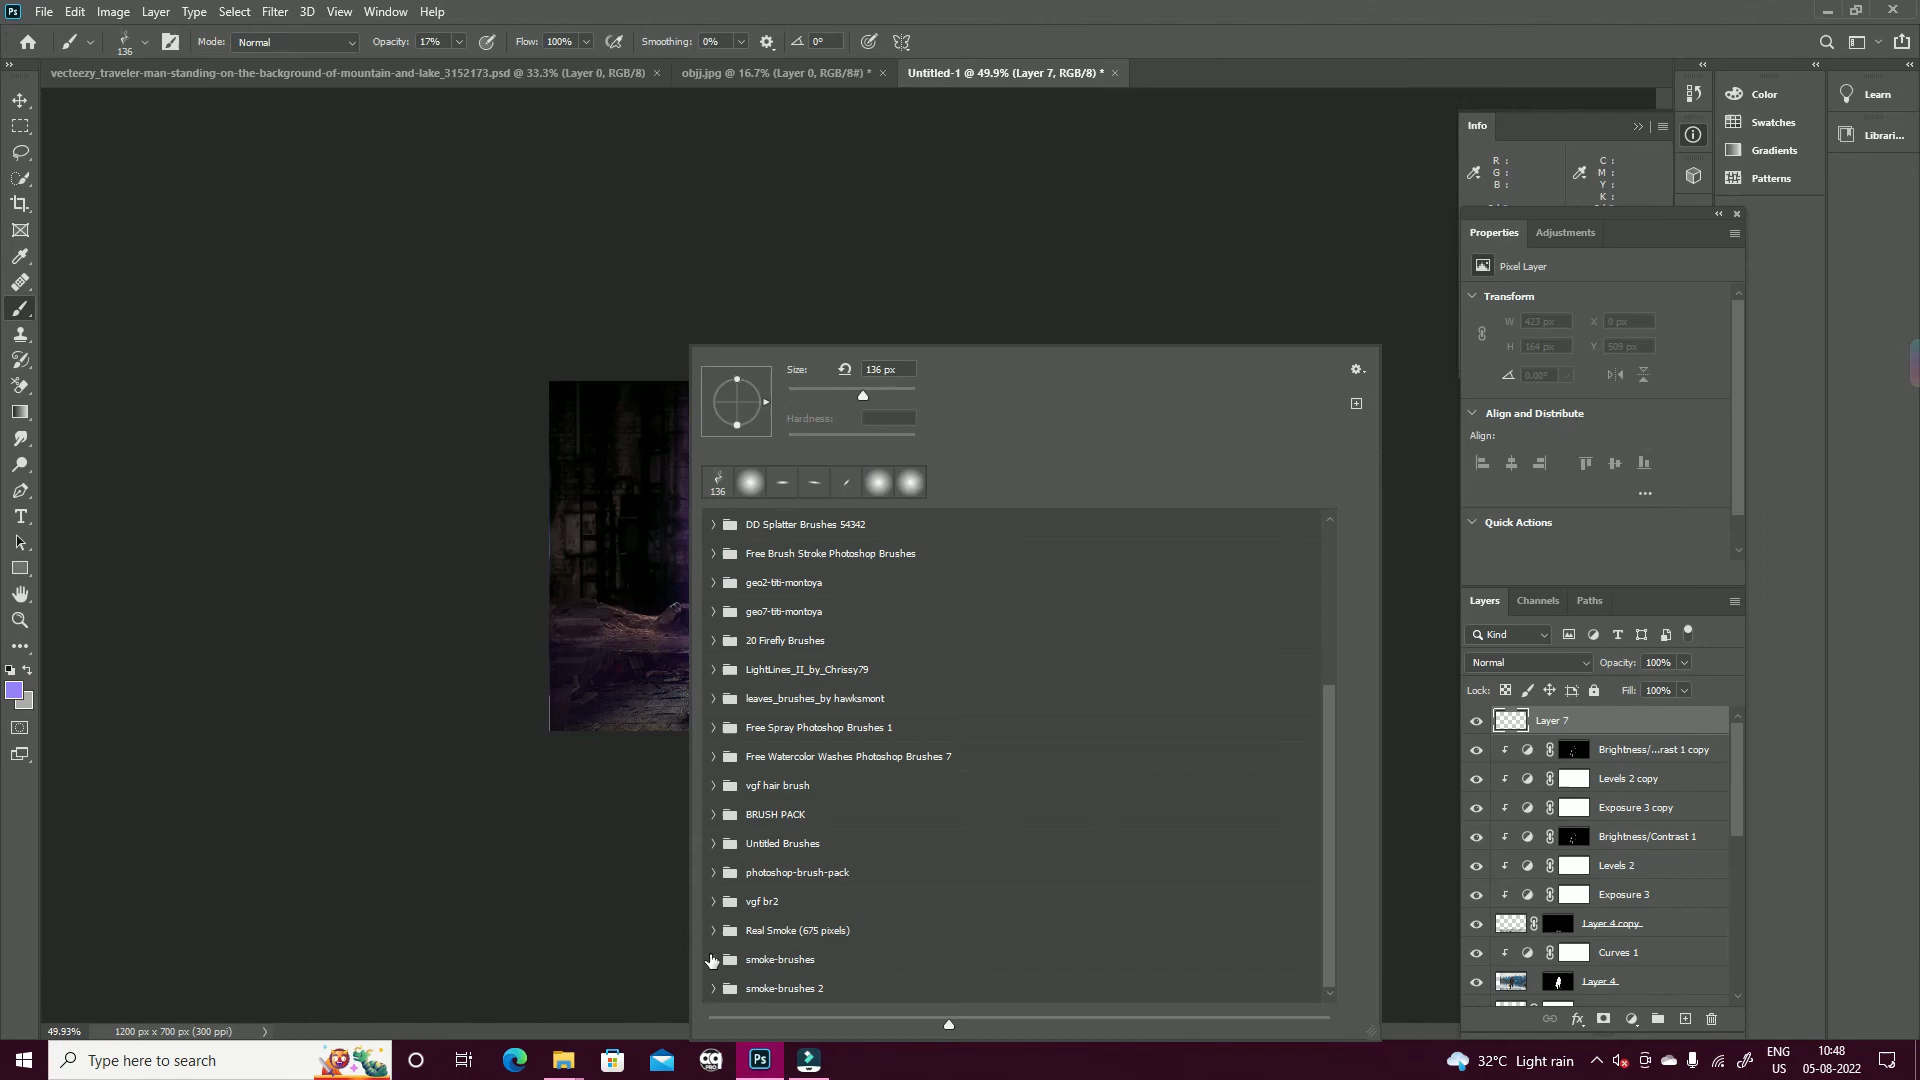 Ps File Edit Image Layer Type Select Filter 3D View Window Help
136 Mode: Normal Opacity: 17% Flow: 100% Smoothing: 0% 0°
vecteezy_traveler-man-standing-on-the-background-of-mountain-and-lake_3152173.psd @ 33.3% (Layer 0, RGB/8) × objj.jpg @ 16.7% (Layer 0, RGB/8#) * × Untitled-1 @ 49.9% (Layer 7, RGB/8) * ×
Color
Swatches
Gradients
Patterns
Learn
Librari...
Info
R :
G :
B :
C :
M :
Y :
K :
Properties Adjustments
Pixel Layer
Transform
W 423 px X 0 px
H 164 px Y 509 px
0.00°
Align and Distribute
Align:
Quick Actions
Size: 136 px
Hardness:
136
DD Splatter Brushes 54342
Free Brush Stroke Photoshop Brushes
geo2-titi-montoya
geo7-titi-montoya
20 Firefly Brushes
LightLines_II_by_Chrissy79
leaves_brushes_by hawksmont
Free Spray Photoshop Brushes 1
Free Watercolor Washes Photoshop Brushes 7
vgf hair brush
BRUSH PACK
Untitled Brushes
photoshop-brush-pack
vgf br2
Real Smoke (675 pixels)
smoke-brushes
smoke-brushes 2
Layers Channels Paths
Kind
Normal Opacity: 100%
Lock: Fill: 100%
Layer 7
Brightness/...rast 1 copy
Levels 2 copy
Exposure 3 copy
Brightness/Contrast 1
Levels 2
Exposure 3
Layer 4 copy
Curves 1
Layer 4
fx
49.93% 1200 px x 700 px (300 ppi)
Type here to search
PRO
Ps
32°C Light rain
ENG
US
10:48
05-08-2022